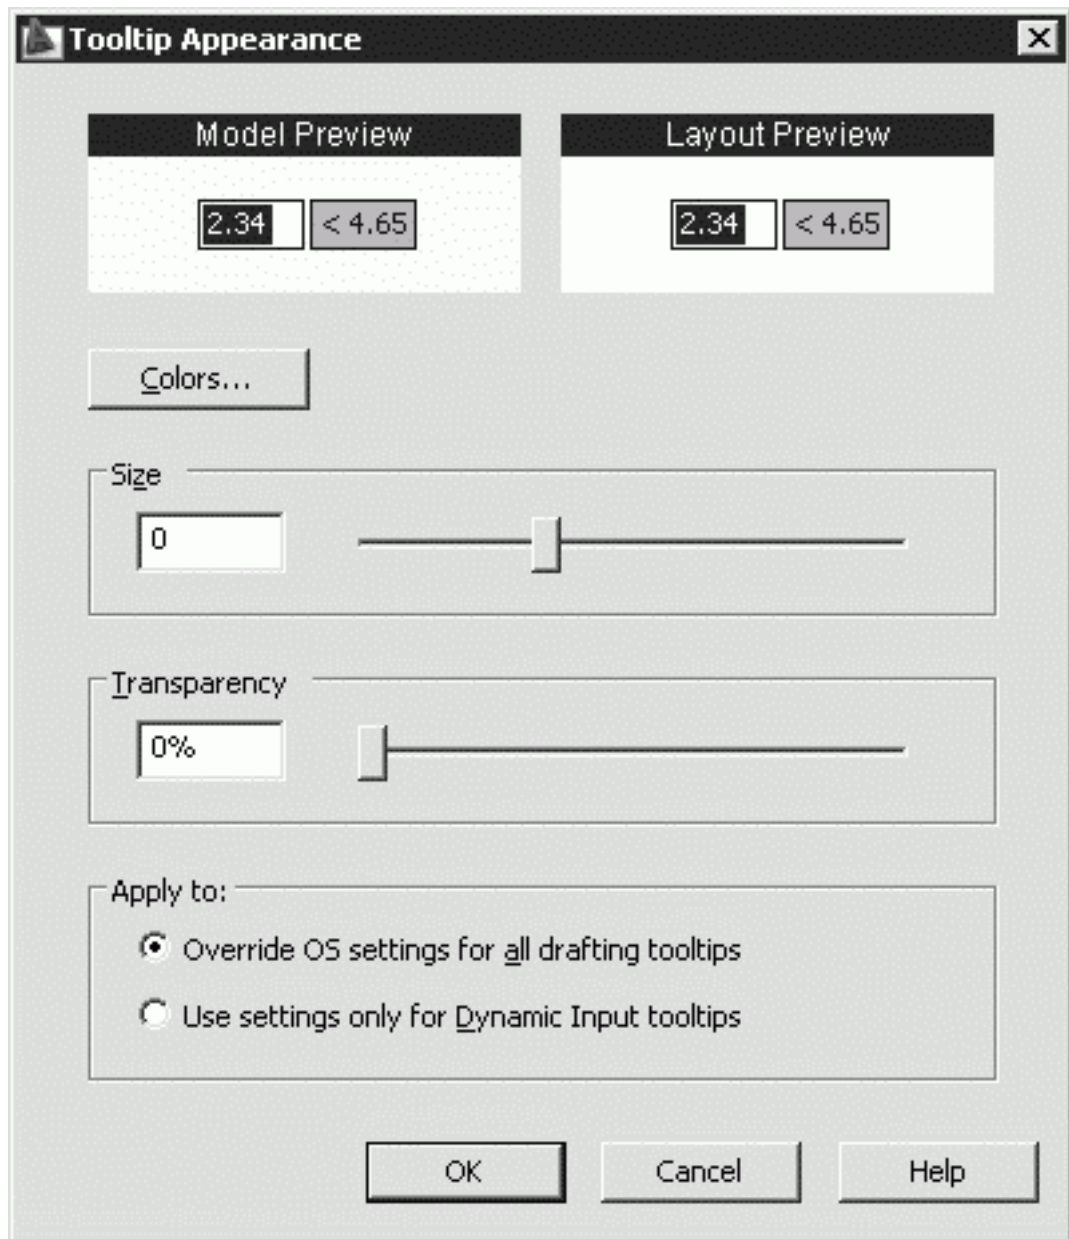 Tooltip Appearance
Model Preview
Layout Preview
2.34 < 4.65
2.34 < 4.65
Colors...
Size
0
Transparency
0%
Apply to:
Override OS settings for all drafting tooltips
Use settings only for Dynamic Input tooltips
OK Cancel Help